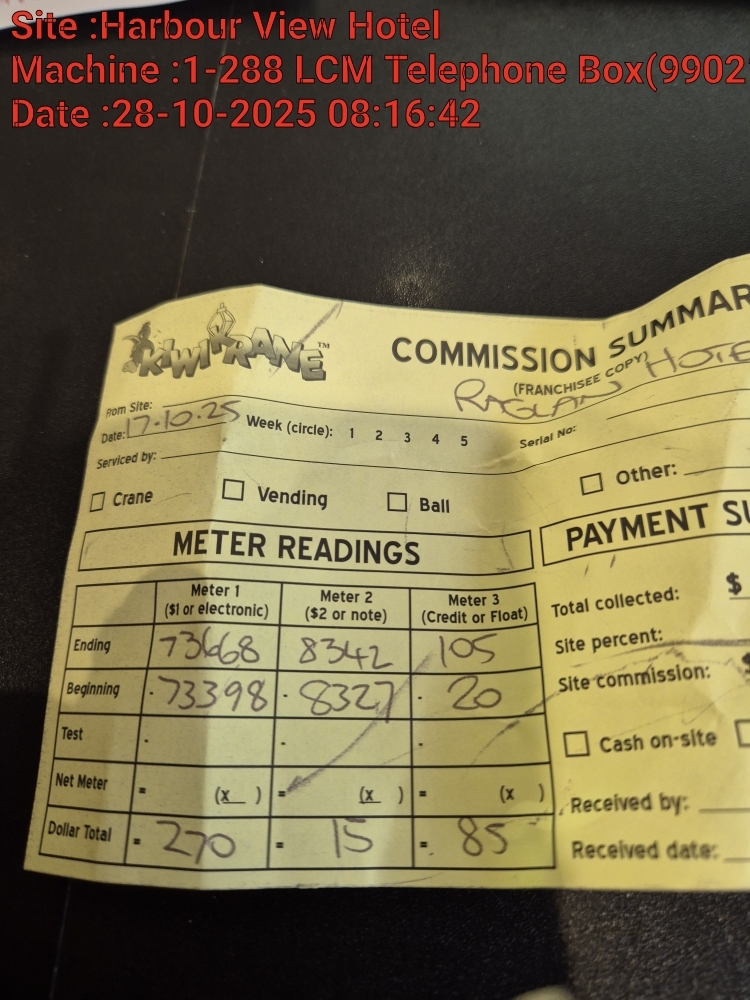 Site :Harbour View Hotel
Machine :1-288 LCM Telephone Box(9902
Date :28-10-2025 08:16:42
KIWIKRANE™
COMMISSION SUMMAR
(FRANCHISEE COPY)
RAGLAN HOTE
rom Site:
Date: 17.10.25 Week (circle): 1 2 3 4 5 Serial No:
Serviced by:
Crane Vending Ball Other:
METER READINGS
PAYMENT SU
Meter 1 ($1 or electronic) Meter 2 ($2 or note) Meter 3 (Credit or Float)
Ending 73668 8342 105
Beginning - 73398 - 8327 - 20
Test - - -
Net Meter = (x ) = (x ) = (x )
Dollar Total = 270 = 15 = 85
Total collected: $
Site percent:
Site commission: $
Cash on-site
Received by:
Received date: